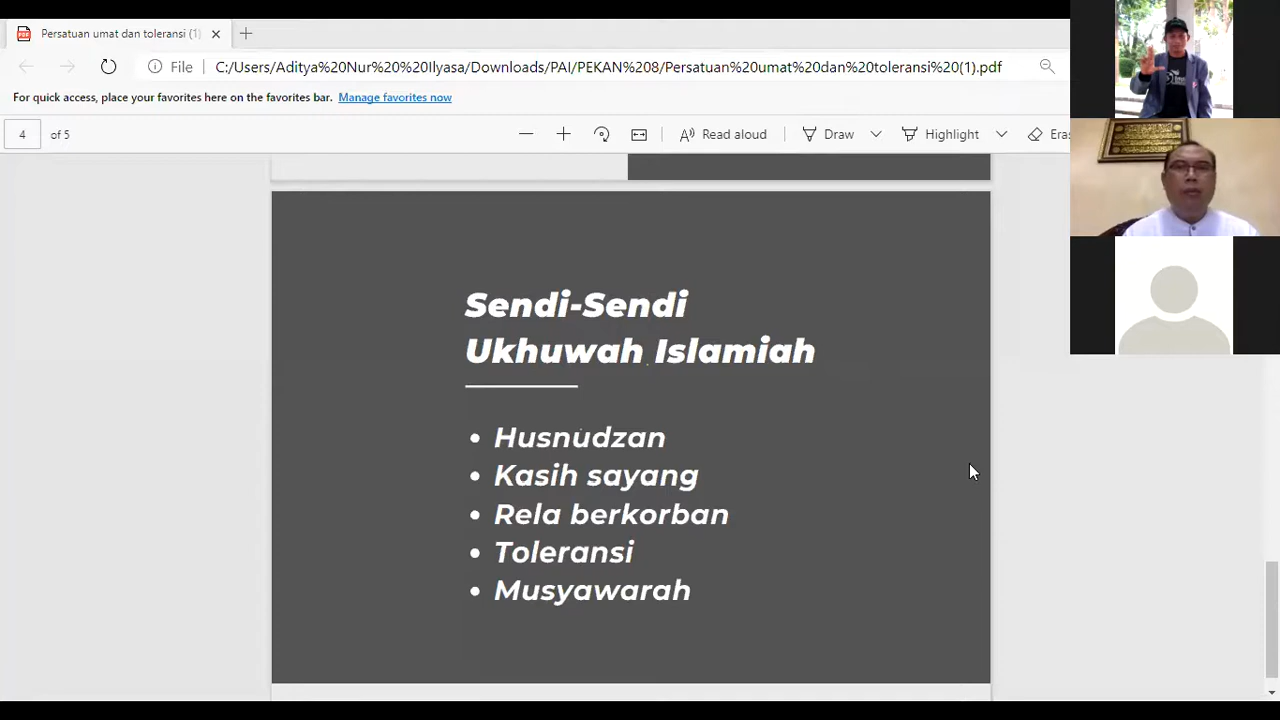 Persatuan umat dan toleransi (1)
File
C:/Users/Aditya%20Nur%20%20Ilyasa/Downloads/PAI/PEKAN%208/Persatuan%20umat%20dan%20toleransi%20(1).pdf
For quick access, place your favorites here on the favorites bar. Manage favorites now
4 of 5
Read aloud
Draw
Highlight
Eras
Sendi-Sendi
Ukhuwah Islamiah
• Husnudzan
• Kasih sayang
• Rela berkorban
• Toleransi
• Musyawarah